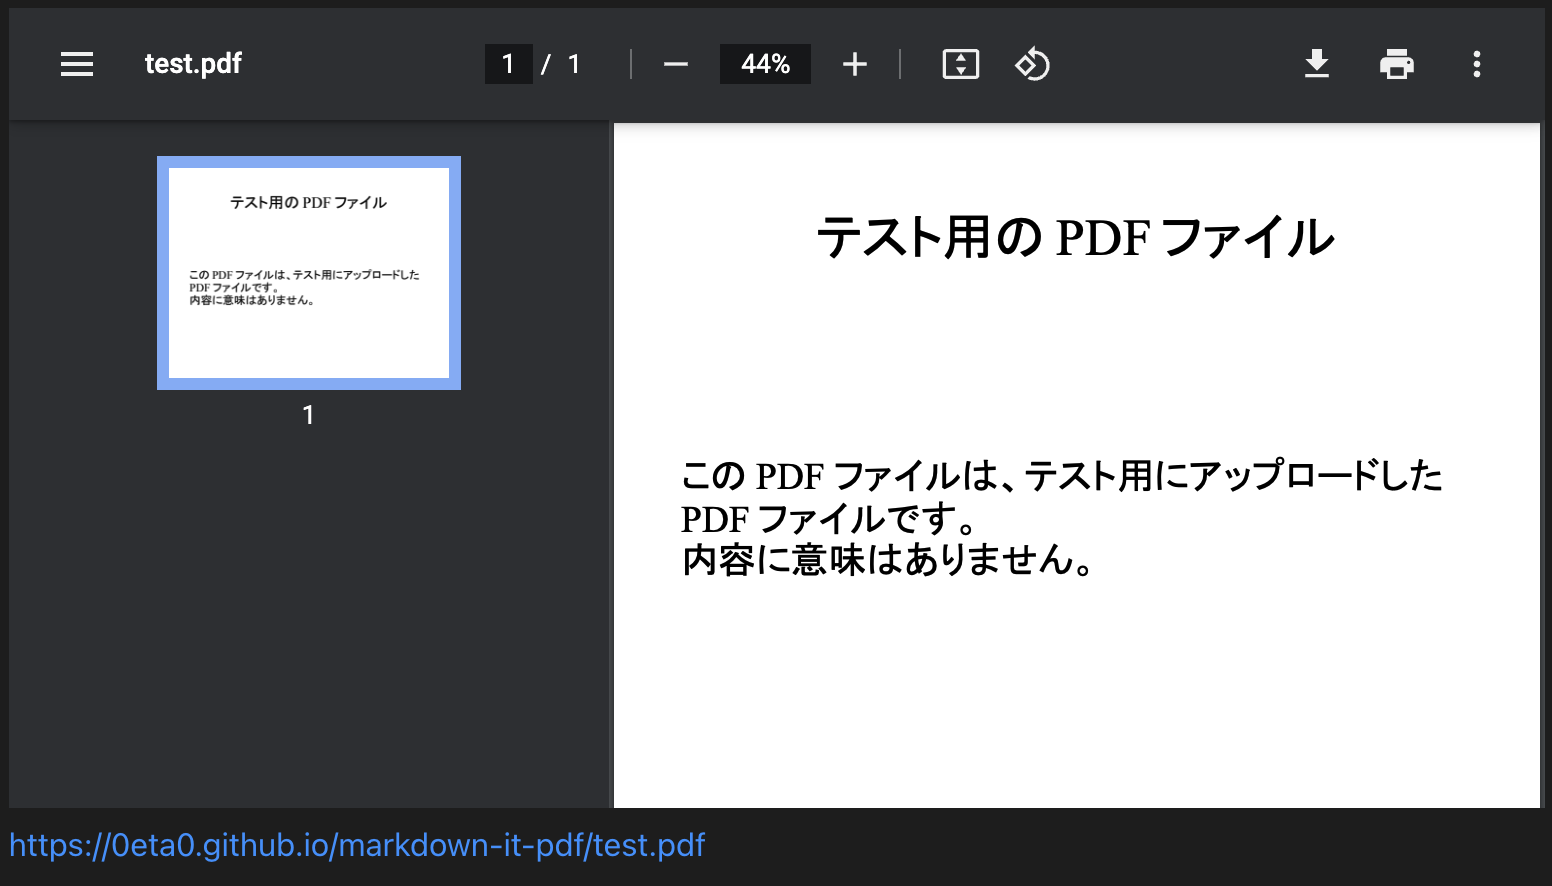 test.pdf
1 / 1
44%
テスト用の PDF ファイル
この PDF ファイルは、テスト用にアップロードした
PDF ファイルです。
内容に意味はありません。
1
テスト用の PDF ファイル
この PDF ファイルは、テスト用にアップロードした
PDF ファイルです。
内容に意味はありません。
https://0eta0.github.io/markdown-it-pdf/test.pdf